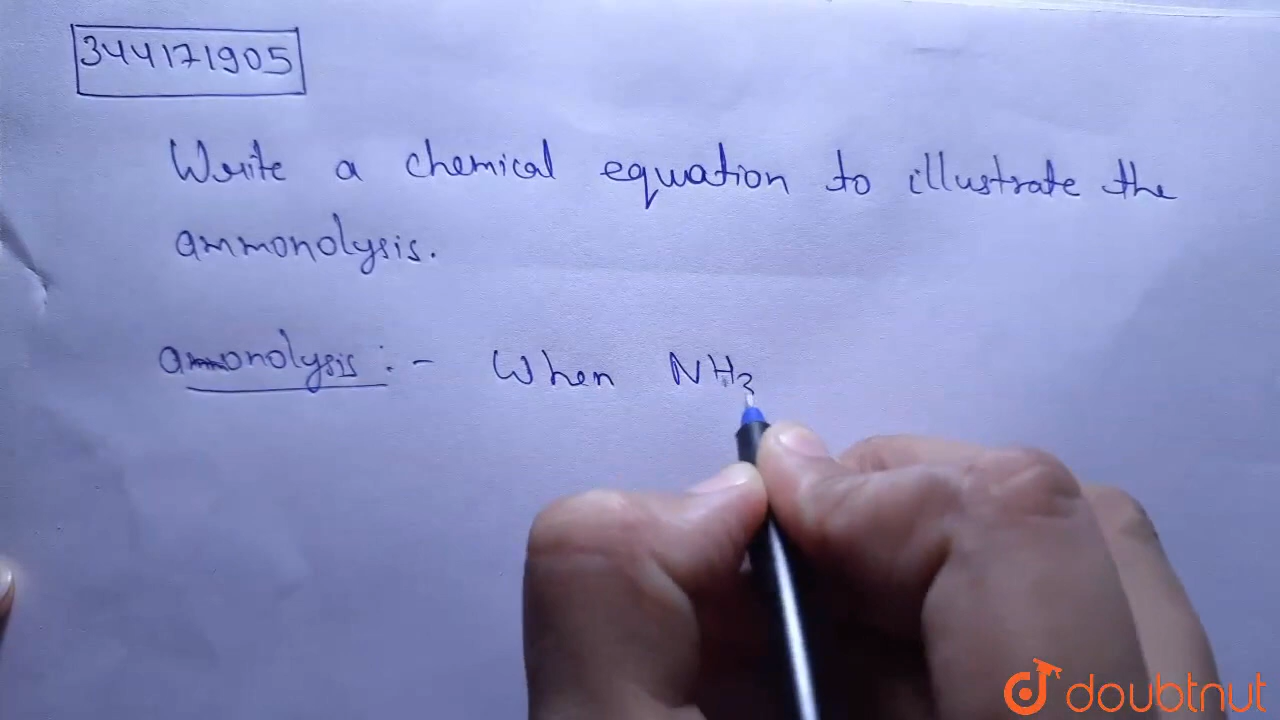 344171905
Write a chemical equation to illustrate the
ammonolysis.
ammonolysis :- When NH3
doubtnut